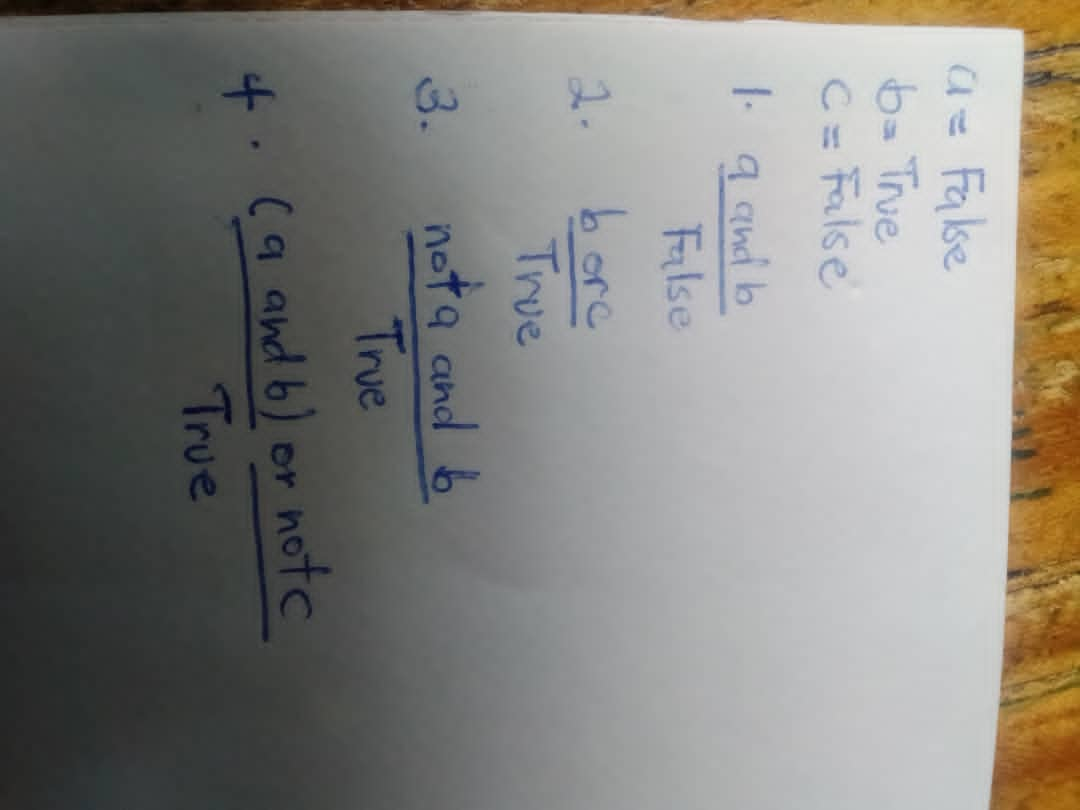 a = False
b = True
c = False
1. a and b
False
2. b or c
True
3. not a and b
True
4. (a and b) or not c
True